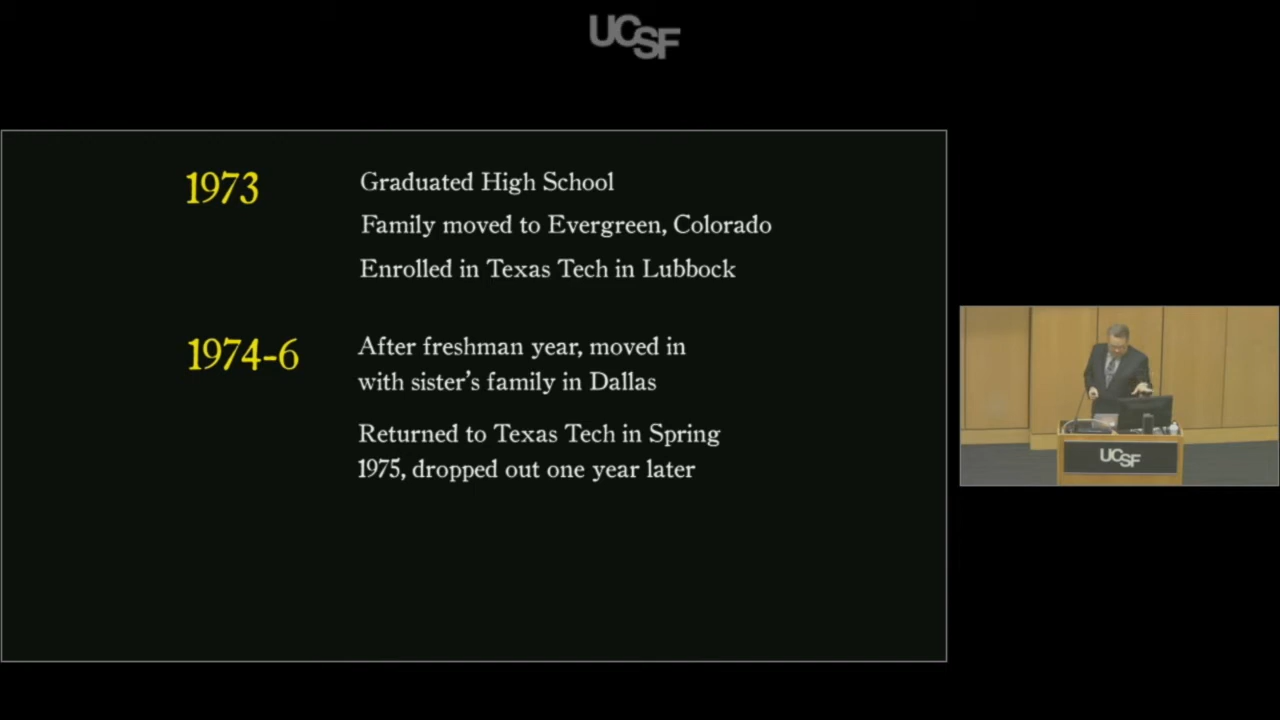 UCSF
1973
Graduated High School
Family moved to Evergreen, Colorado
Enrolled in Texas Tech in Lubbock
1974-6
After freshman year, moved in
with sister's family in Dallas
Returned to Texas Tech in Spring
1975, dropped out one year later
UCSF